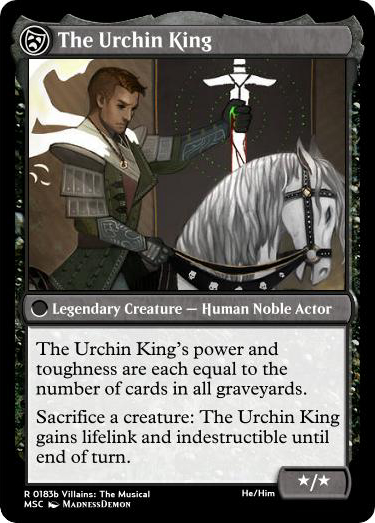 The Urchin King
Legendary Creature — Human Noble Actor
The Urchin King's power and
toughness are each equal to the
number of cards in all graveyards.
Sacrifice a creature: The Urchin King
gains lifelink and indestructible until
end of turn.
R 0183b Villains: The Musical
He/Him
★/★
MSC MadnessDemon